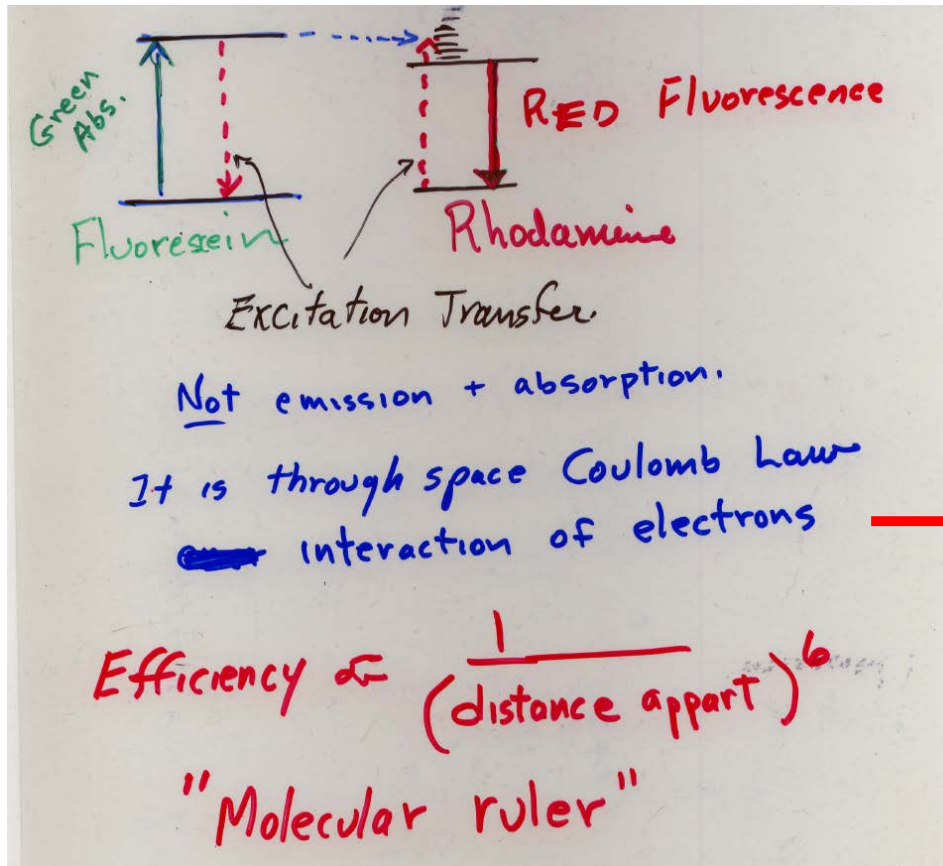 Green
Abs.
RED Fluorescence
Fluorescein
Rhodamine
Excitation Transfer.
Not emission + absorption.
It is through space Coulomb Law
interaction of electrons
Efficiency ∝ 1
(distance appart)6
"Molecular ruler"